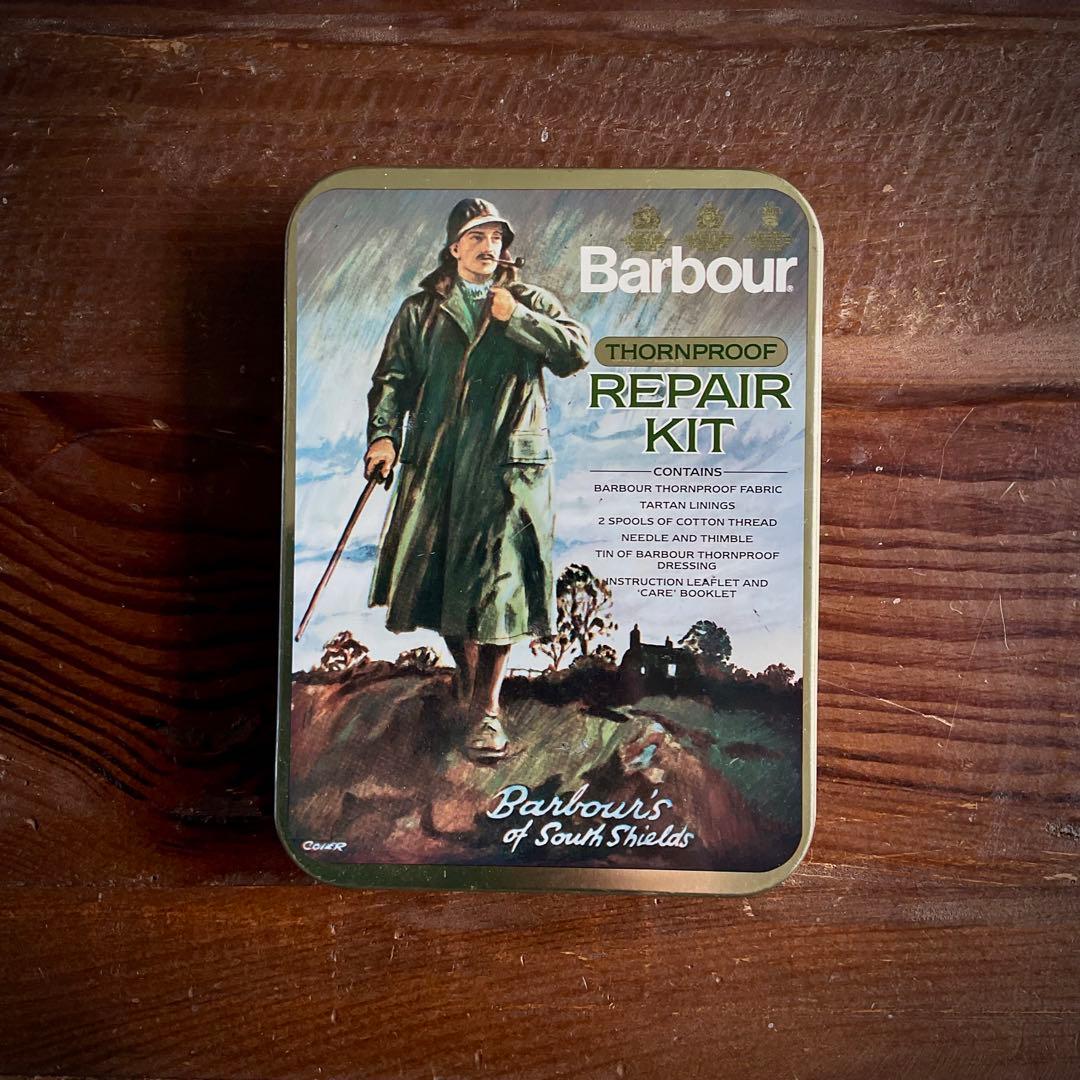 Barbour®
THORNPROOF
REPAIR
KIT
CONTAINS
BARBOUR THORNPROOF FABRIC
TARTAN LININGS
2 SPOOLS OF COTTON THREAD
NEEDLE AND THIMBLE
TIN OF BARBOUR THORNPROOF
DRESSING
INSTRUCTION LEAFLET AND
‘CARE’ BOOKLET
Barbour's
of South Shields